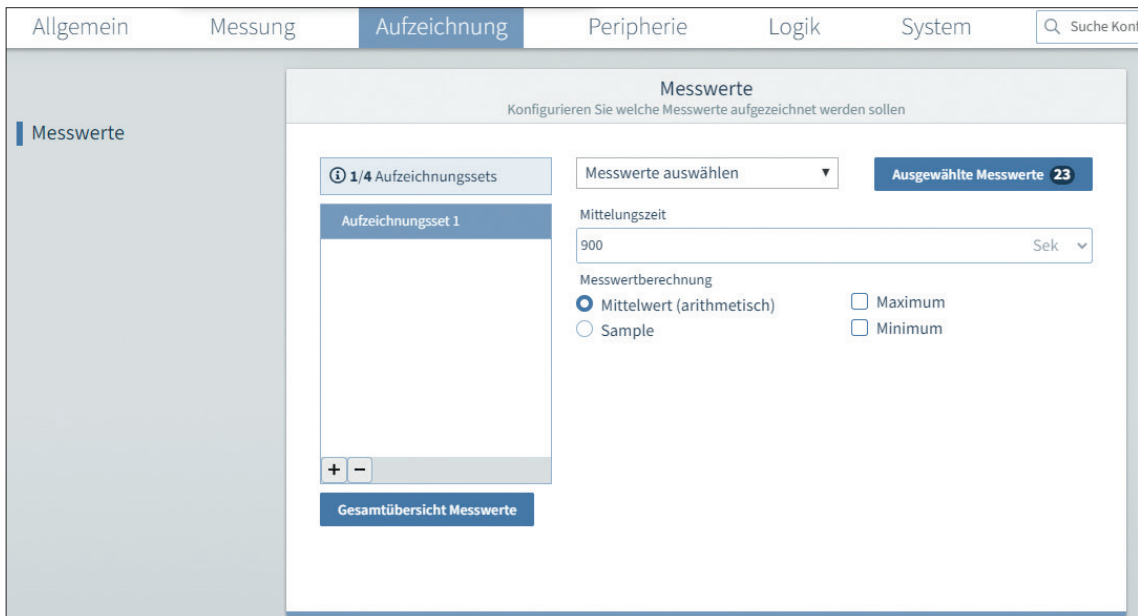 Allgemein Messung Aufzeichnung Peripherie Logik System Suche
Messwerte
Konfigurieren Sie welche Messwerte aufgezeichnet werden sollen
Messwerte
1/4 Aufzeichnungssets
Aufzeichnungsset 1
+ −
Gesamtübersicht Messwerte
Messwerte auswählen
Ausgewählte Messwerte 23
Mittelungszeit
900 Sek
Messwertberechnung
Mittelwert (arithmetisch) Maximum
Sample Minimum